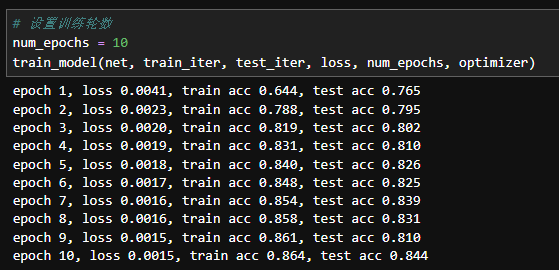 # 设置训练轮数
num_epochs = 10
train_model(net, train_iter, test_iter, loss, num_epochs, optimizer)
epoch 1, loss 0.0041, train acc 0.644, test acc 0.765
epoch 2, loss 0.0023, train acc 0.788, test acc 0.795
epoch 3, loss 0.0020, train acc 0.819, test acc 0.802
epoch 4, loss 0.0019, train acc 0.831, test acc 0.810
epoch 5, loss 0.0018, train acc 0.840, test acc 0.826
epoch 6, loss 0.0017, train acc 0.848, test acc 0.825
epoch 7, loss 0.0016, train acc 0.854, test acc 0.839
epoch 8, loss 0.0016, train acc 0.858, test acc 0.831
epoch 9, loss 0.0015, train acc 0.861, test acc 0.810
epoch 10, loss 0.0015, train acc 0.864, test acc 0.844